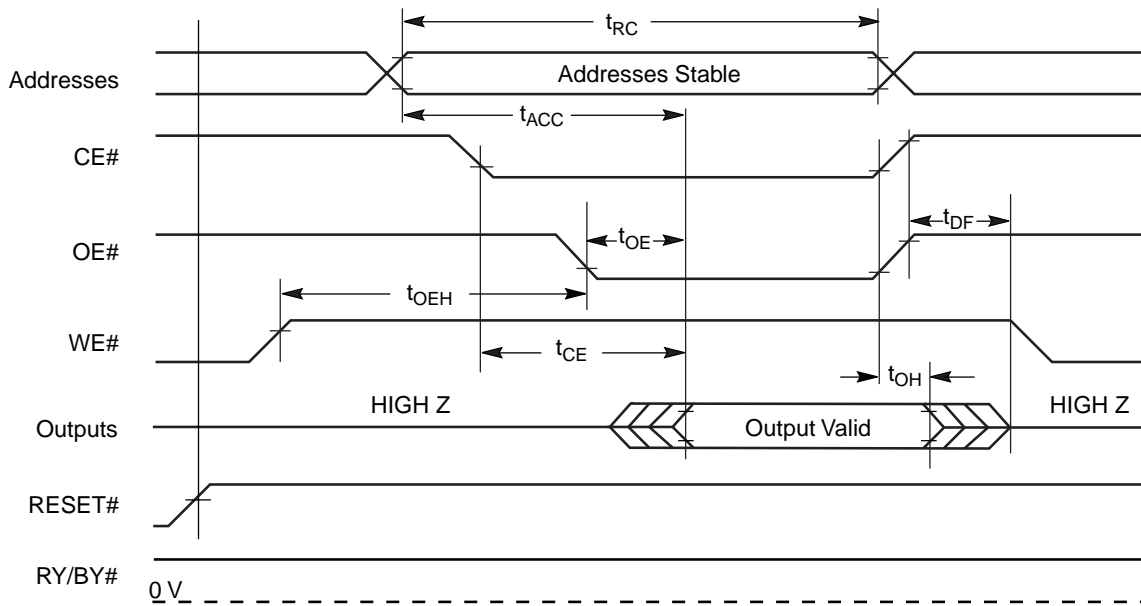 tRC
Addresses
Addresses Stable
tACC
CE#
tDF
OE#
tOE
tOEH
WE#
tCE
tOH
HIGH Z
HIGH Z
Outputs
Output Valid
RESET#
RY/BY#
0 V